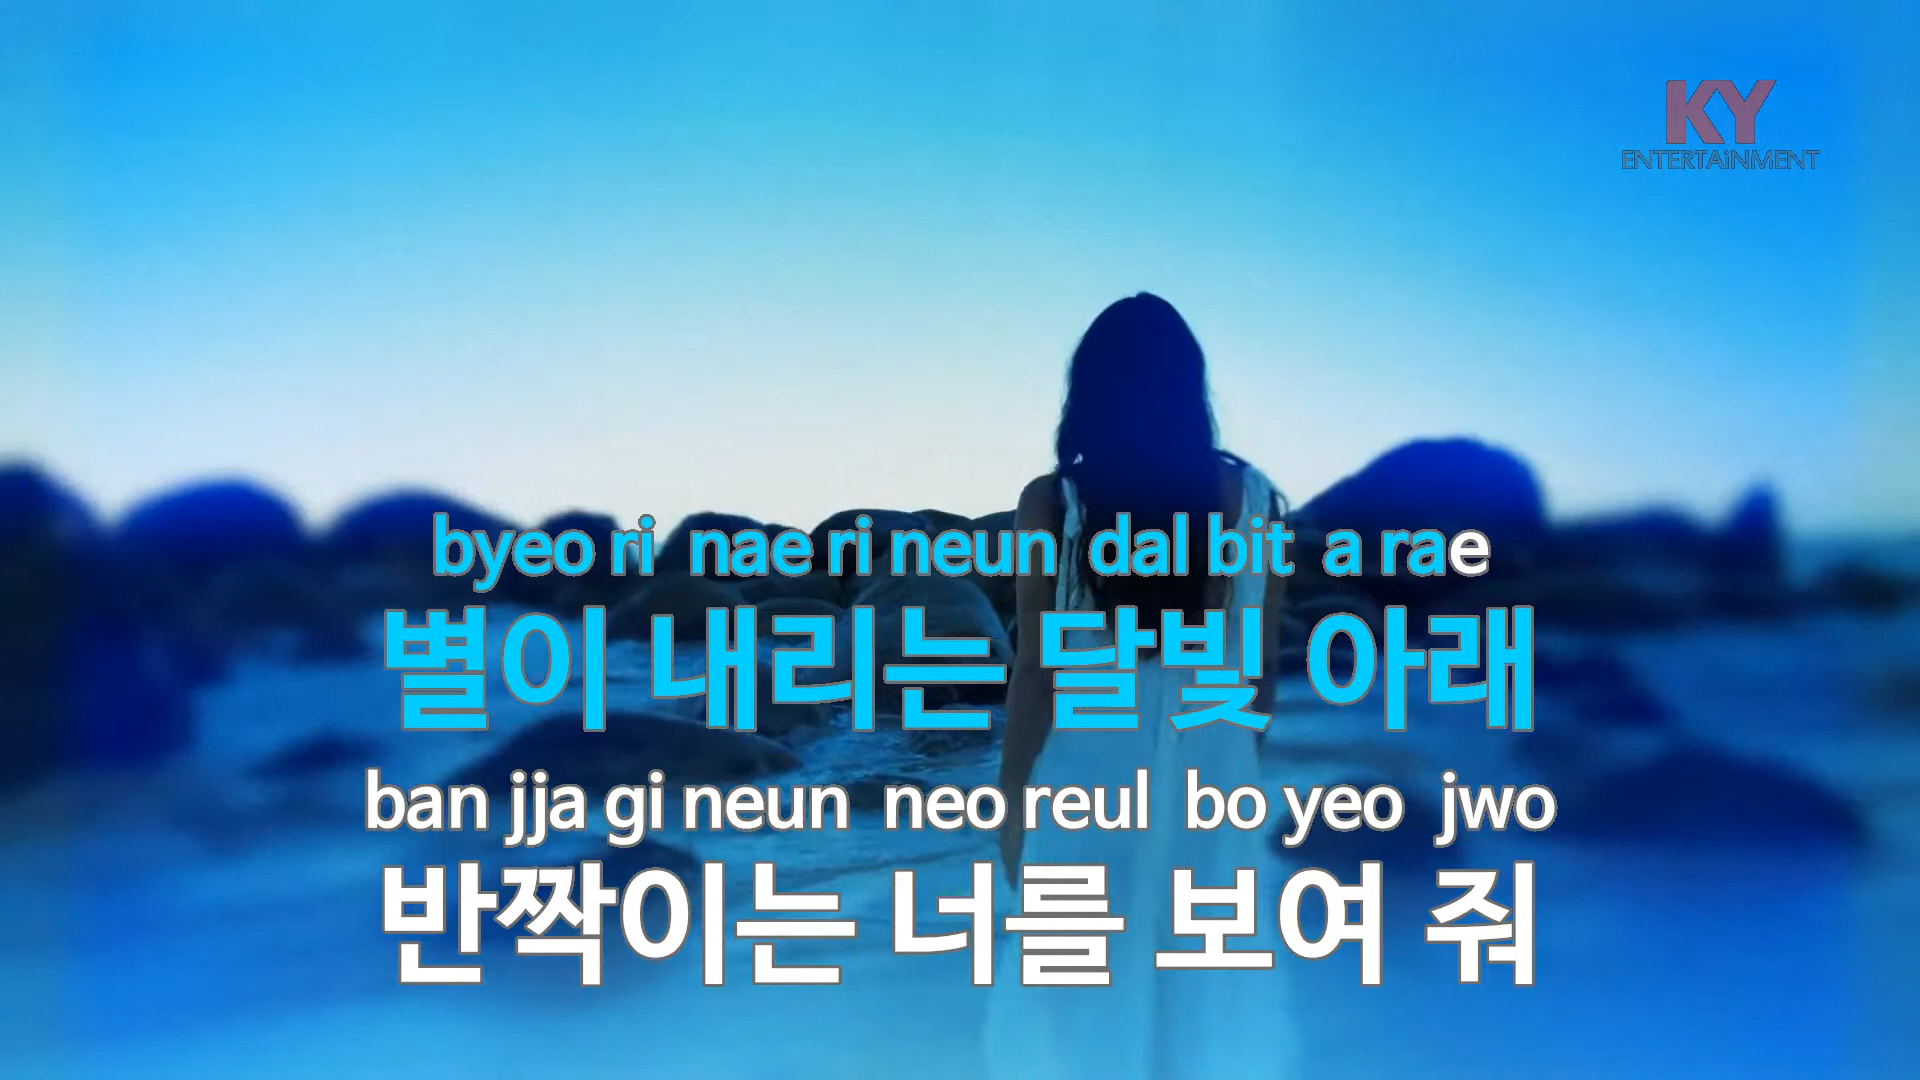 KY
ENTERTAiNMENT
byeo ri nae ri neun dal bit a rae
별이 내리는 달빛 아래
ban jja gi neun neo reul bo yeo jwo
반짝이는 너를 보여 줘